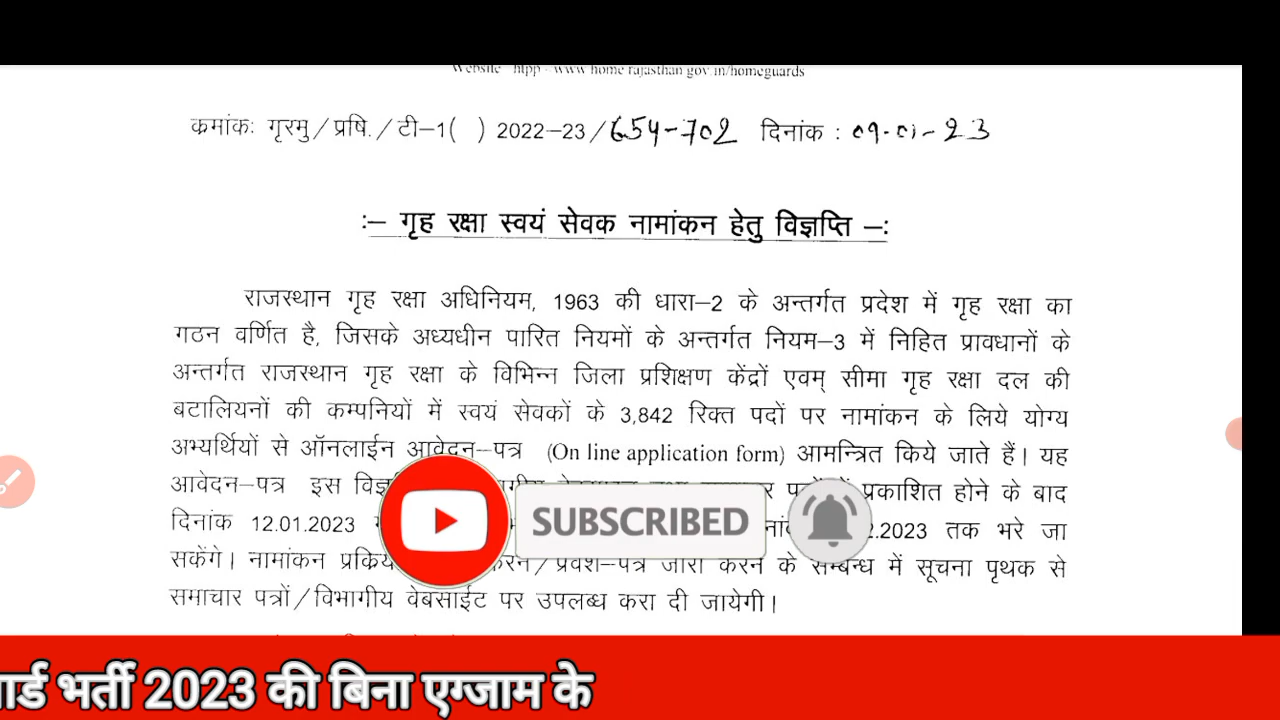 Website htpp - www home rajasthan gov in/homeguards
क्रमांकः गृरमु/प्रषि./टी–1( ) 2022–23/654-702 दिनांक : 09-01-23
:– गृह रक्षा स्वयं सेवक नामांकन हेतु विज्ञप्ति –:
राजस्थान गृह रक्षा अधिनियम, 1963 की धारा–2 के अन्तर्गत प्रदेश में गृह रक्षा का
गठन वर्णित है, जिसके अध्यधीन पारित नियमों के अन्तर्गत नियम–3 में निहित प्रावधानों के
अन्तर्गत राजस्थान गृह रक्षा के विभिन्न जिला प्रशिक्षण केंद्रों एवम् सीमा गृह रक्षा दल की
बटालियनों की कम्पनियों में स्वयं सेवकों के 3,842 रिक्त पदों पर नामांकन के लिये योग्य
अभ्यर्थियों से ऑनलाईन आवेदन–पत्र (On line application form) आमन्त्रित किये जाते हैं। यह
आवेदन–पत्र इस प्रकाशित होने के बाद
दिनांक 12.01.2023 2.2023 तक भरे जा
SUBSCRIBED
सकेंगे। नामांकन करने/प्रवेश–पत्र जारी करने के सम्बन्ध में सूचना पृथक से
समाचार पत्रों/विभागीय वेबसाईट पर उपलब्ध करा दी जायेगी।
गार्ड भर्ती 2023 की बिना एग्जाम के